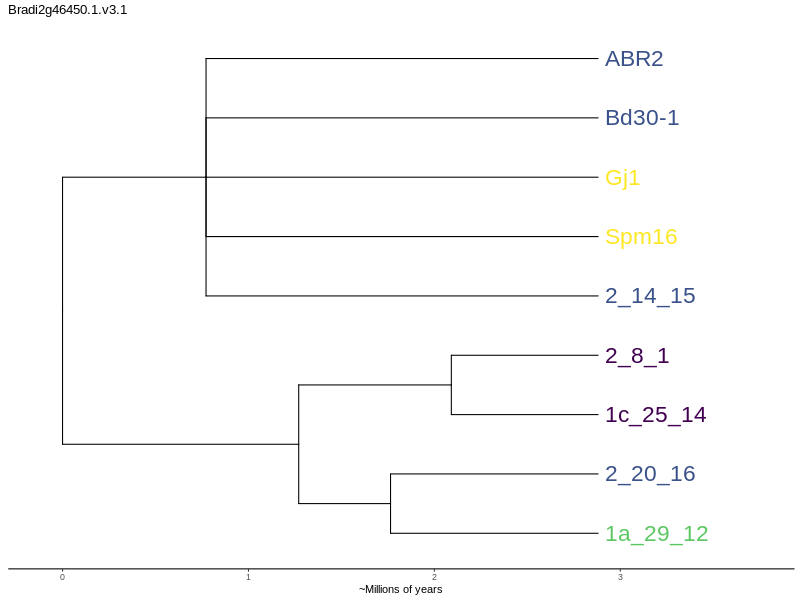 Bradi2g46450.1.v3.1
ABR2
Bd30-1
Gj1
Spm16
2_14_15
2_8_1
1c_25_14
2_20_16
1a_29_12
0 1 2 3
~Millions of years